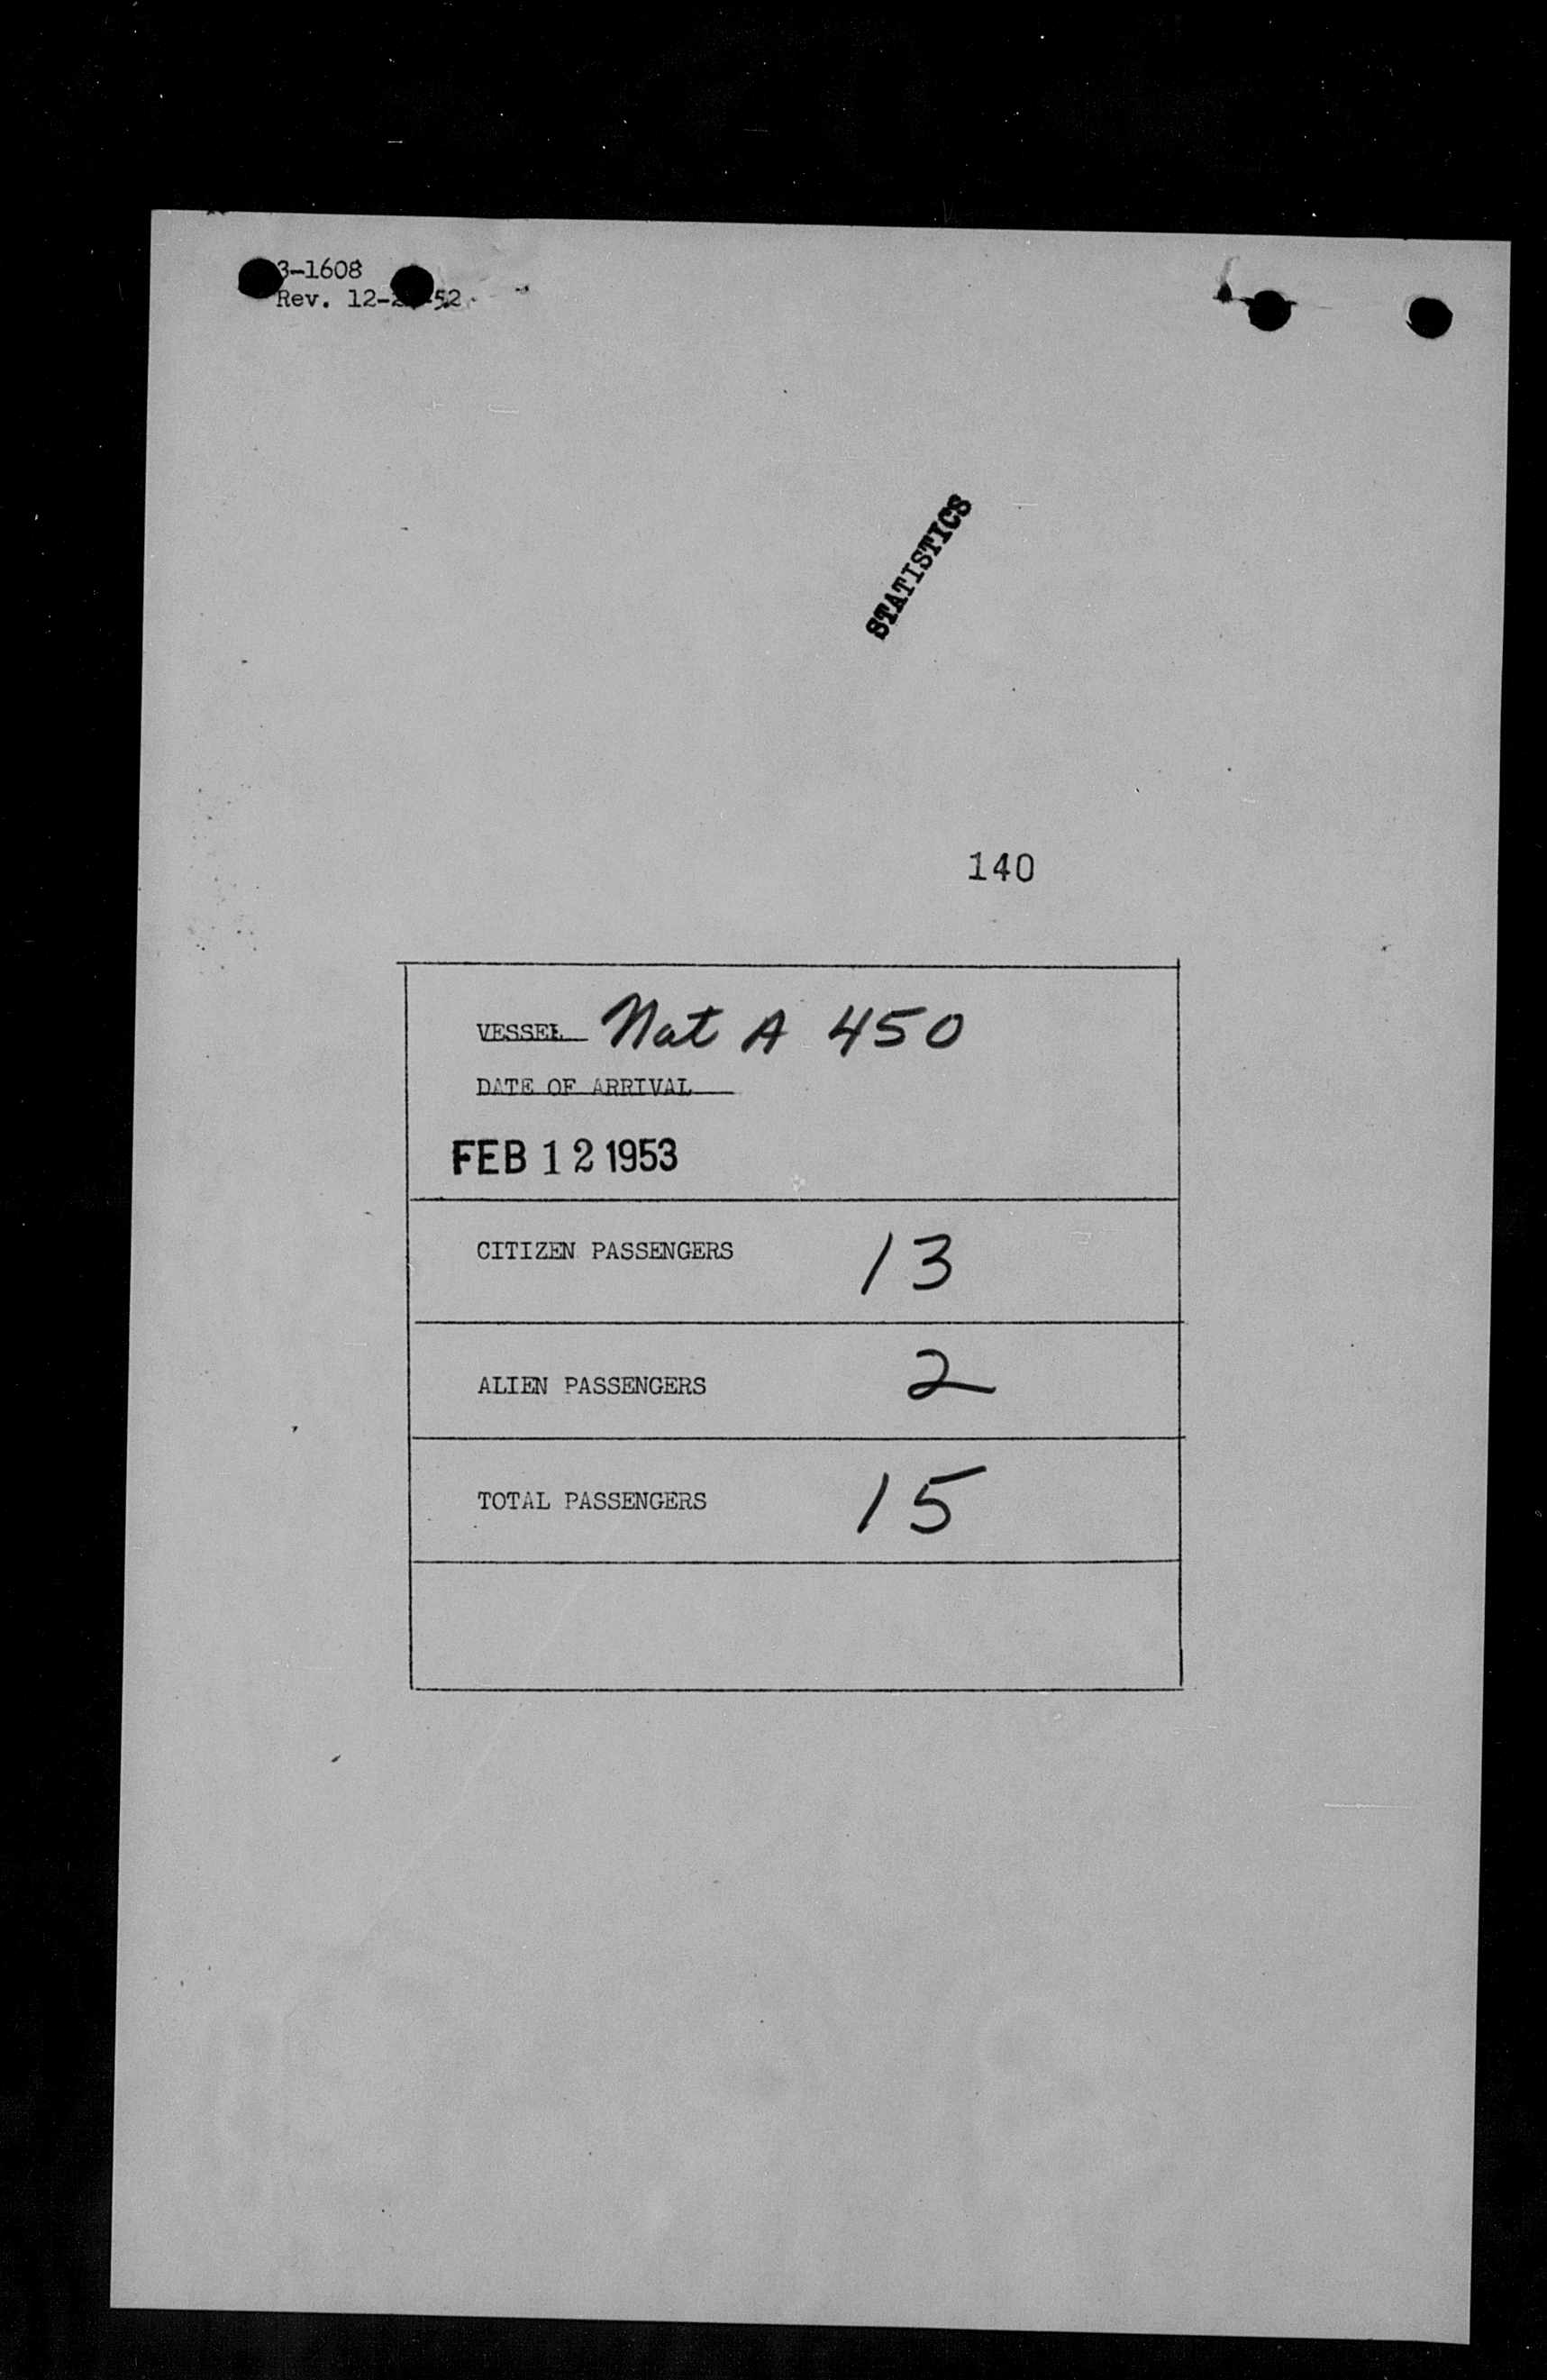 3-1608
Rev. 12- 52
STATISTICS
140
VESSEL Nat A 450
DATE OF ARRIVAL
FEB 12 1953
CITIZEN PASSENGERS 13
ALIEN PASSENGERS 2
TOTAL PASSENGERS 15